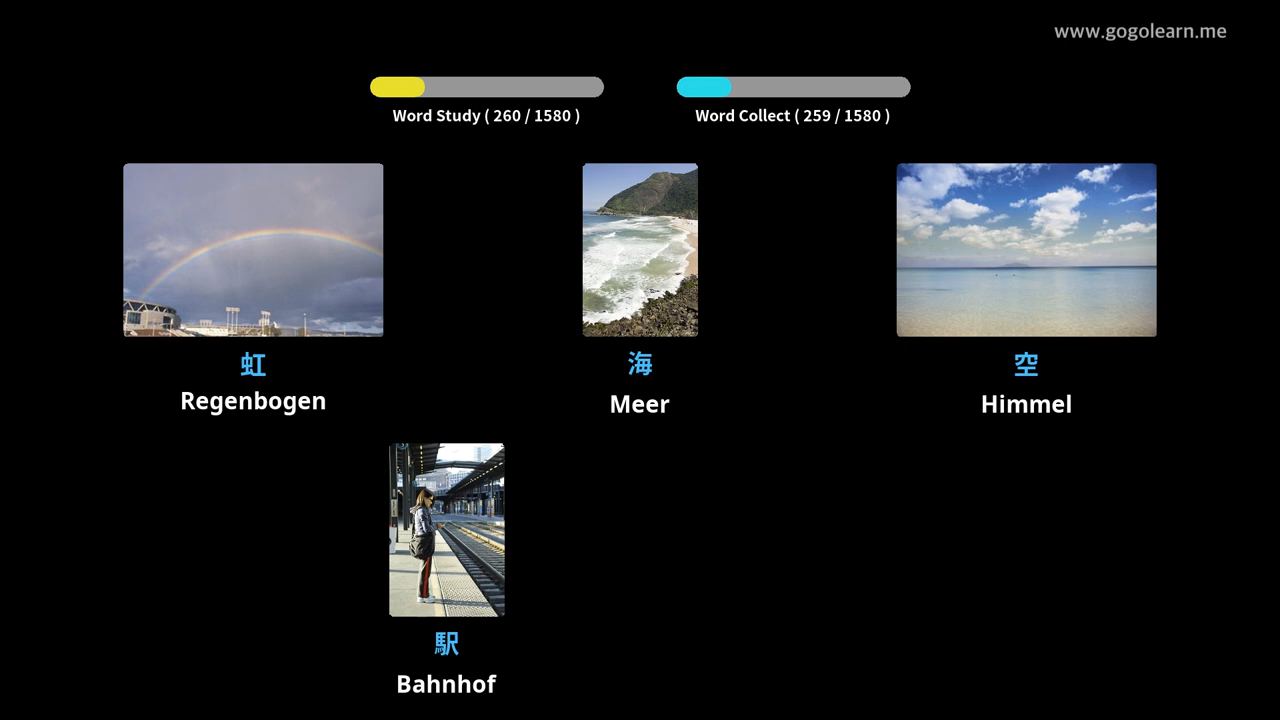 www.gogolearn.me
Word Study ( 260 / 1580 )
Word Collect ( 259 / 1580 )
虹
Regenbogen
海
Meer
空
Himmel
駅
Bahnhof